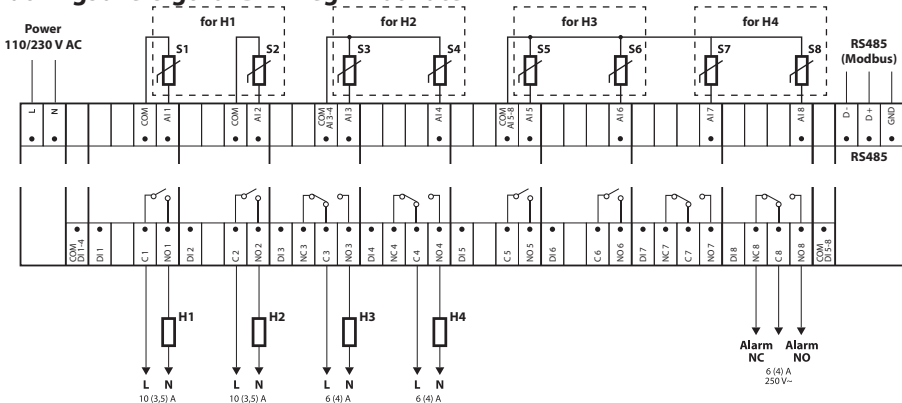 for H1
for H2
for H3
for H4
Power
110/230 V AC
S1
S2
S3
S4
S5
S6
S7
S8
RS485
(Modbus)
L
N
COM
AI 1
COM
AI 2
COM
AI 3-4
AI 3
AI 4
COM
AI 5-8
AI 5
AI 6
AI 7
AI 8
D -
D +
GND
RS485
COM
DI 1-4
DI 1
C 1
NO 1
DI 2
C 2
NO 2
DI 3
NC 3
C 3
NO 3
DI 4
NC 4
C 4
NO 4
DI 5
C 5
NO 5
DI 6
C 6
NO 6
DI 7
NC 7
C 7
NO 7
DI 8
NC 8
C 8
NO 8
COM
DI 5-8
H1
H2
H3
H4
L N
L N
L N
L N
10 (3,5) A
10 (3,5) A
6 (4) A
6 (4) A
Alarm
NC
Alarm
NO
6 (4) A
250 V~